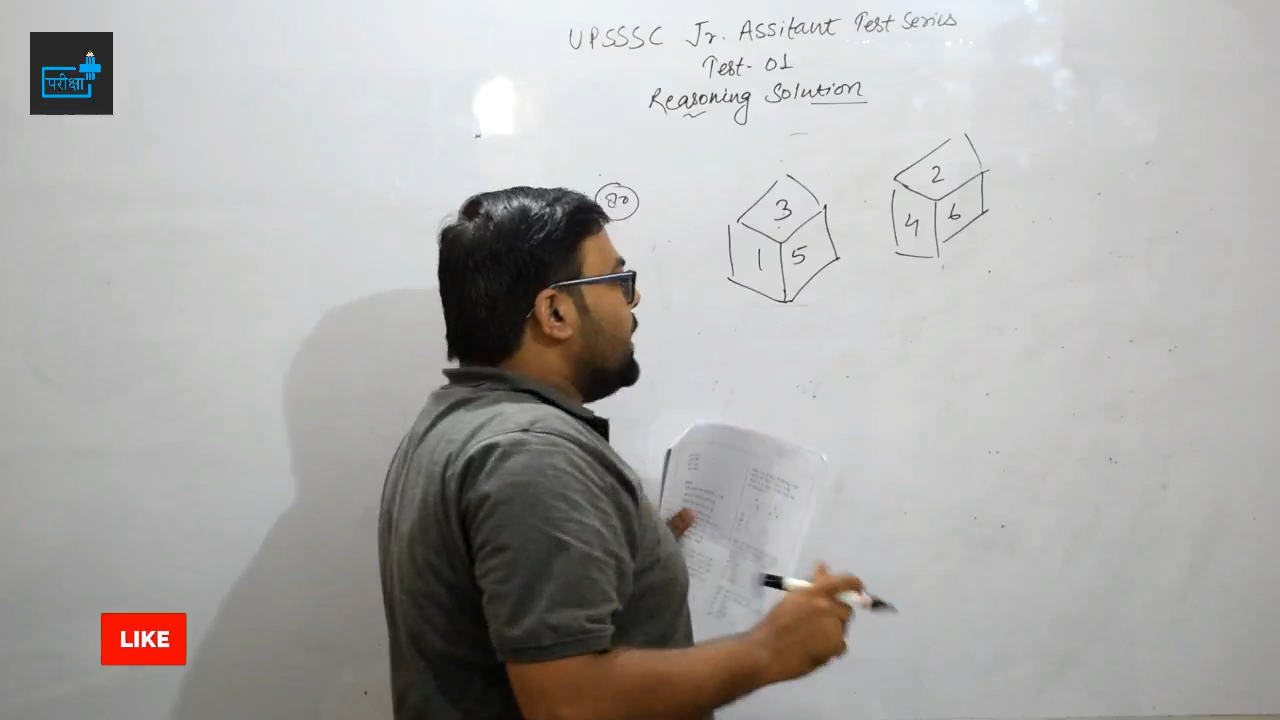 परीक्षा
UPSSSC Jr. Assitant Test Series
Test- 01
Reasoning Solution
80
3
1 5
2
4 6
LIKE